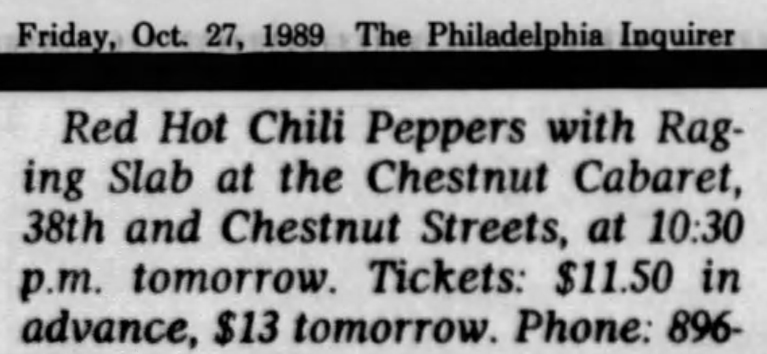 Friday, Oct. 27, 1989 The Philadelphia Inquirer
Red Hot Chili Peppers with Rag-
ing Slab at the Chestnut Cabaret,
38th and Chestnut Streets, at 10:30
p.m. tomorrow. Tickets: $11.50 in
advance, $13 tomorrow. Phone: 896-